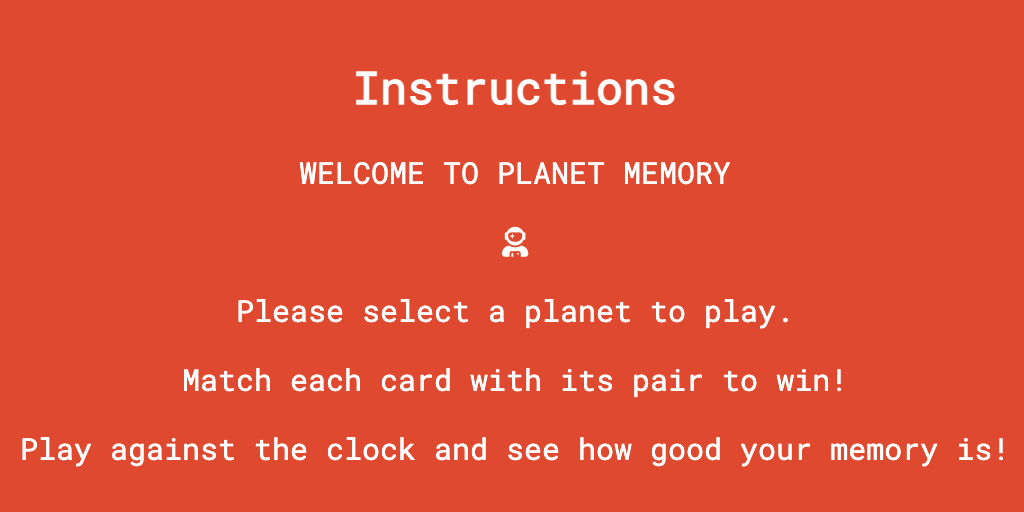 Instructions
WELCOME TO PLANET MEMORY
Please select a planet to play.
Match each card with its pair to win!
Play against the clock and see how good your memory is!